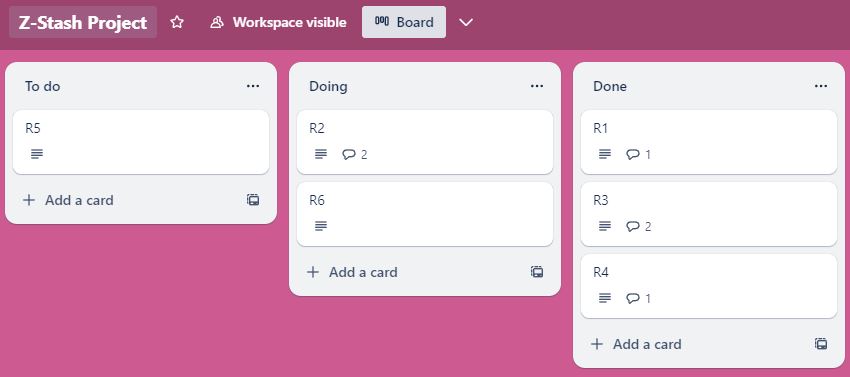 Z-Stash Project
Workspace visible
Board
To do
R5
Add a card
Doing
R2
2
R6
Add a card
Done
R1
1
R3
2
R4
1
Add a card